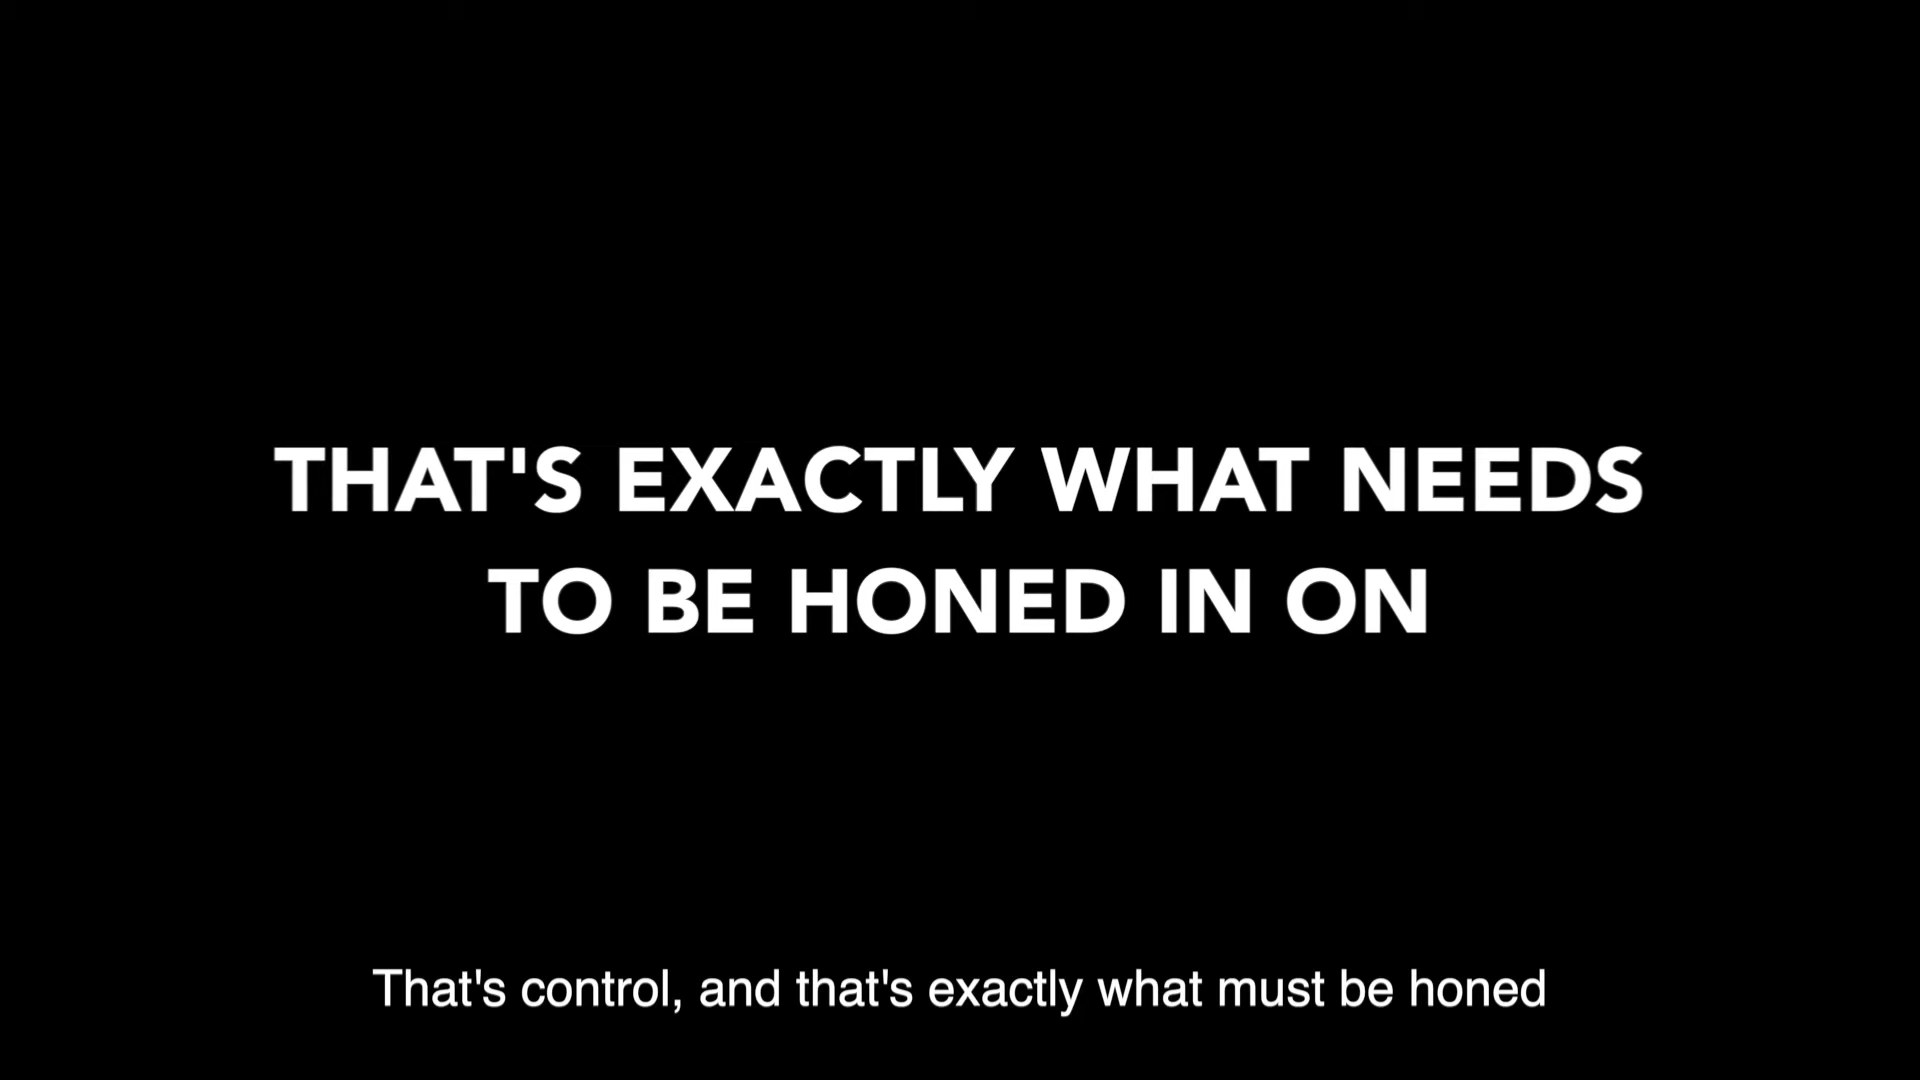 THAT'S EXACTLY WHAT NEEDS
TO BE HONED IN ON
That's control, and that's exactly what must be honed